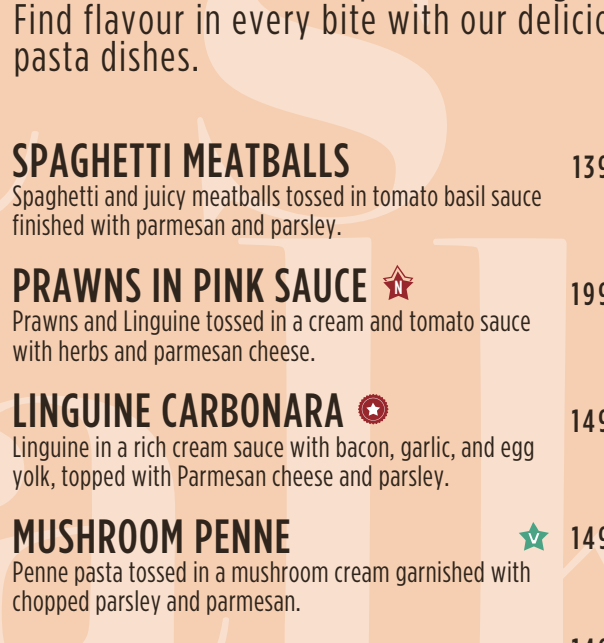 Find flavour in every bite with our
pasta dishes.
SPAGHETTI MEATBALLS
Spaghetti and juicy meatballs tossed in tomato basil sauce
finished with parmesan and parsley.
PRAWNS IN PINK SAUCE N
Prawns and Linguine tossed in a cream and tomato sauce
with herbs and parmesan cheese.
LINGUINE CARBONARA
Linguine in a rich cream sauce with bacon, garlic, and egg
yolk, topped with Parmesan cheese and parsley.
MUSHROOM PENNE V
Penne pasta tossed in a mushroom cream garnished with
chopped parsley and parmesan.